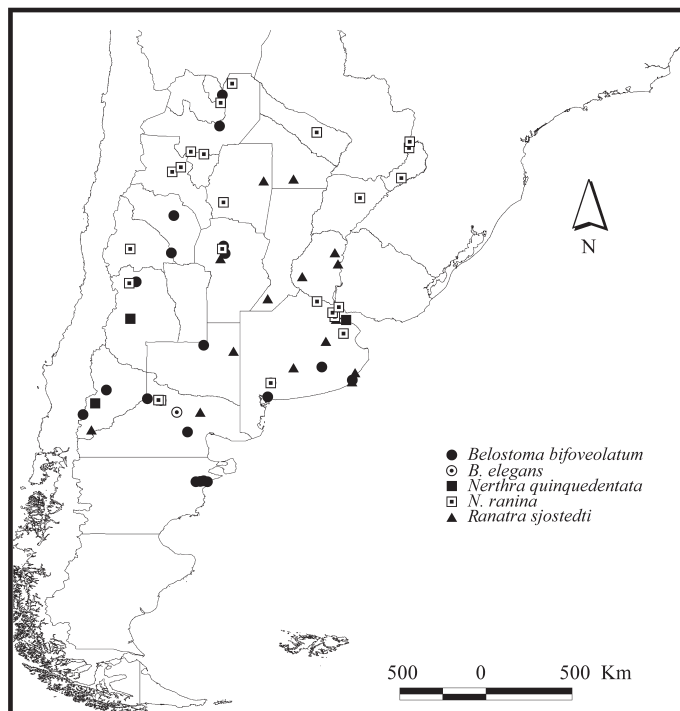 N
Belostoma bifoveolatum
B. elegans
Nerthra quinquedentata
N. ranina
Ranatra sjostedti
500 0 500 Km